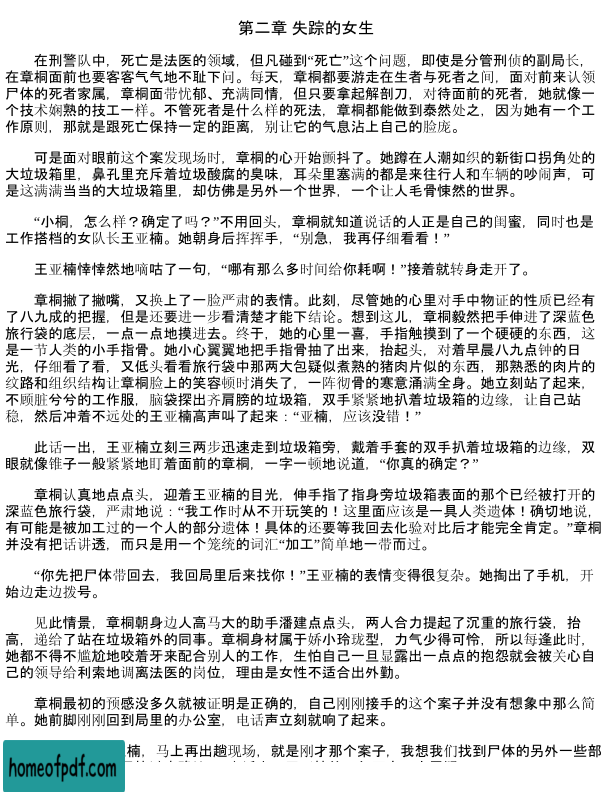 第二章 失踪的女生
在刑警队中，死亡是法医的领域，但凡碰到“死亡”这个问题，即使是分管刑侦的副局长，
在章桐面前也要客客气气地不耻下问。每天，章桐都要游走在生者与死者之间，面对前来认领
尸体的死者家属，章桐面带忧郁、充满同情，但只要拿起解剖刀，对待面前的死者，她就像一
个技术娴熟的技工一样。不管死者是什么样的死法，章桐都能做到泰然处之，因为她有一个工
作原则，那就是跟死亡保持一定的距离，别让它的气息沾上自己的脸庞。
可是面对眼前这个案发现场时，章桐的心开始颤抖了。她蹲在人潮如织的新街口拐角处的
大垃圾箱里，鼻孔里充斥着垃圾酸腐的臭味，耳朵里塞满的都是来往行人和车辆的吵闹声，可
是这满满当当的大垃圾箱里，却仿佛是另外一个世界，一个让人毛骨悚然的世界。
“小桐，怎么样？确定了吗？”不用回头，章桐就知道说话的人正是自己的闺蜜，同时也是
工作搭档的女队长王亚楠。她朝身后挥挥手，“别急，我再仔细看看！”
王亚楠悻悻然地嘀咕了一句，“哪有那么多时间给你耗啊！”接着就转身走开了。
章桐撇了撇嘴，又换上了一脸严肃的表情。此刻，尽管她的心里对手中物证的性质已经有
了八九成的把握，但是还要进一步看清楚才能下结论。想到这儿，章桐毅然把手伸进了深蓝色
旅行袋的底层，一点一点地摸进去。终于，她的心里一喜，手指触摸到了一个硬硬的东西，这
是一节人类的小手指骨。她小心翼翼地把手指骨抽了出来，抬起头，对着早晨八九点钟的日
光，仔细看了看，又低头看看旅行袋中那两大包疑似煮熟的猪肉片似的东西，那熟悉的肉片的
纹路和组织结构让章桐脸上的笑容顿时消失了，一阵彻骨的寒意涌满全身。她立刻站了起来，
不顾脏兮兮的工作服，脑袋探出齐肩膀的垃圾箱，双手紧紧地扒着垃圾箱的边缘，让自己站
稳，然后冲着不远处的王亚楠高声叫了起来：“亚楠，应该没错！”
此话一出，王亚楠立刻三两步迅速走到垃圾箱旁，戴着手套的双手扒着垃圾箱的边缘，双
眼就像锥子一般紧紧地盯着面前的章桐，一字一顿地说道，“你真的确定？”
章桐认真地点点头，迎着王亚楠的目光，伸手指了指身旁垃圾箱表面的那个已经被打开的
深蓝色旅行袋，严肃地说：“我工作时从不开玩笑的！这里面应该是一具人类遗体！确切地说，
有可能是被加工过的一个人的部分遗体！具体的还要等我回去化验对比后才能完全肯定。”章桐
并没有把话讲透，而只是用一个笼统的词汇“加工”简单地一带而过。
“你先把尸体带回去，我回局里后来找你！”王亚楠的表情变得很复杂。她掏出了手机，开
始边走边拨号。
见此情景，章桐朝身边人高马大的助手潘建点点头，两人合力提起了沉重的旅行袋，抬
高，递给了站在垃圾箱外的同事。章桐身材属于娇小玲珑型，力气少得可怜，所以每逢此时，
她都不得不尴尬地咬着牙来配合别人的工作，生怕自己一旦显露出一点点的抱怨就会被关心自
己的领导给利索地调离法医的岗位，理由是女性不适合出外勤。
章桐最初的预感没多久就被证明是正确的，自己刚刚接手的这个案子并没有想象中那么简
单。她前脚刚刚回到局里的办公室，电话声立刻就响了起来。
楠，马上再出趟现场，就是刚才那个案子，我想我们找到尸体的另外一些部
homeofpdf.com